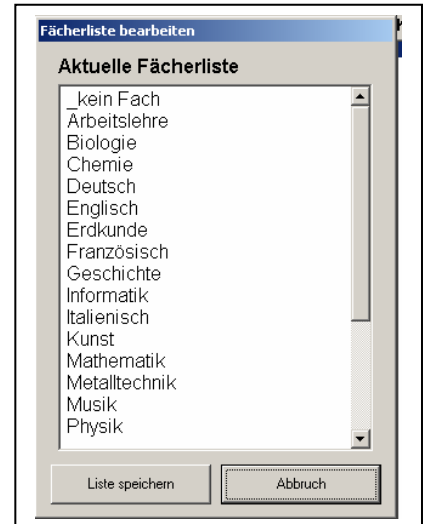 Fächerliste bearbeiten
Aktuelle Fächerliste
_kein Fach
Arbeitslehre
Biologie
Chemie
Deutsch
Englisch
Erdkunde
Französisch
Geschichte
Informatik
Italienisch
Kunst
Mathematik
Metalltechnik
Musik
Physik
Liste speichern
Abbruch